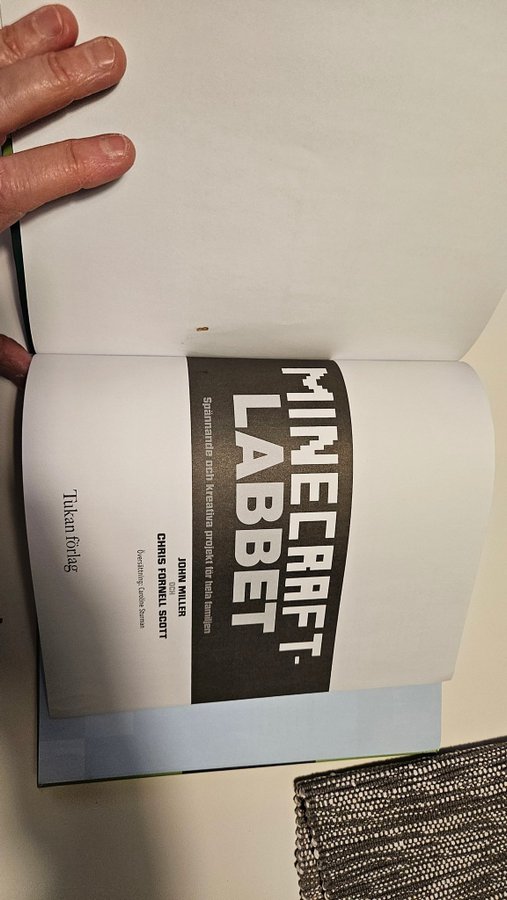 MINECRAFT-
LABBET
Spännande och kreativa projekt för hela familjen
JOHN MILLER
OCH
CHRIS FORNELL SCOTT
Översättning: Caroline Sturman
Tukan förlag